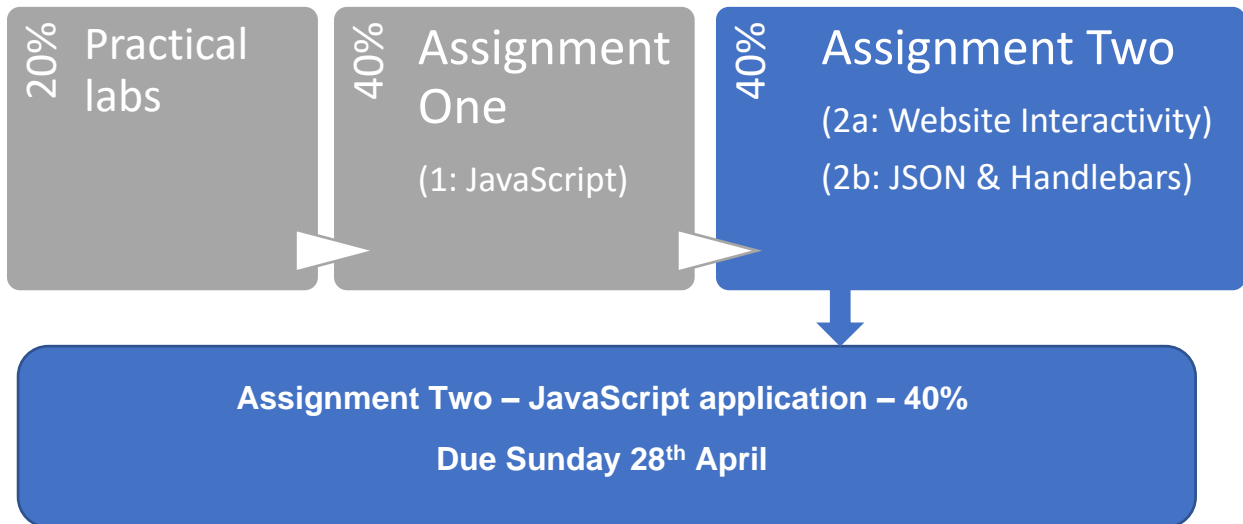 20%
Practical
labs
40%
Assignment
One
(1: JavaScript)
40%
Assignment Two
(2a: Website Interactivity)
(2b: JSON & Handlebars)
Assignment Two – JavaScript application – 40%
Due Sunday 28th April